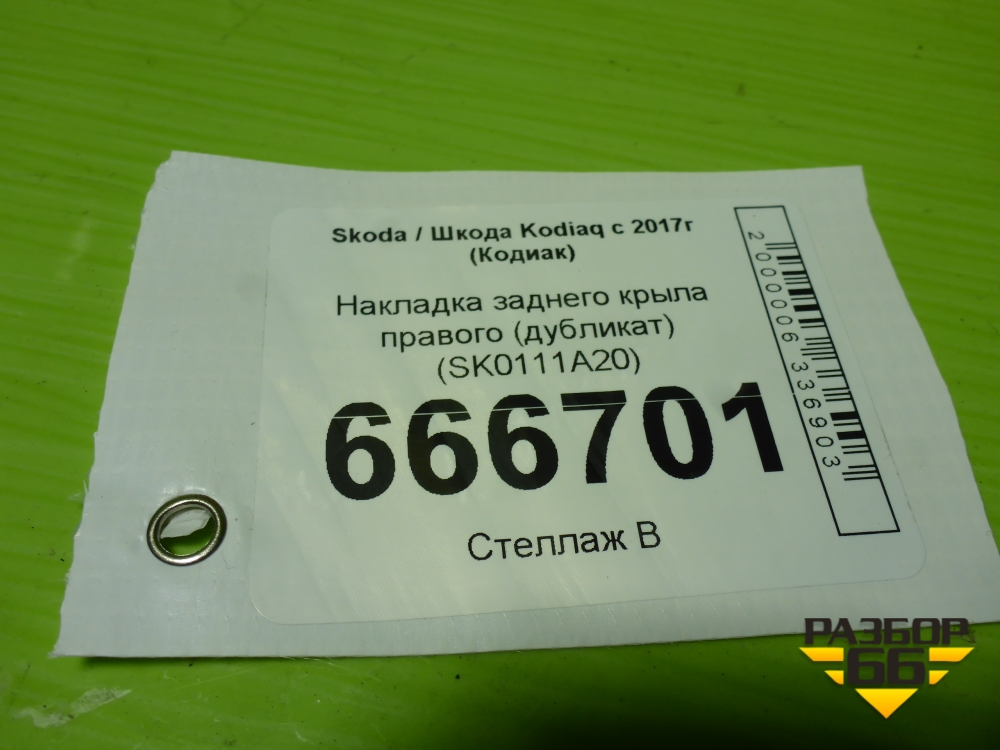 Skoda / Шкода Kodiaq с 2017г
(Кодиак)
Накладка заднего крыла
правого (дубликат)
(SK0111A20)
666701
Стеллаж В
2000006336903
РАЗБОР
66